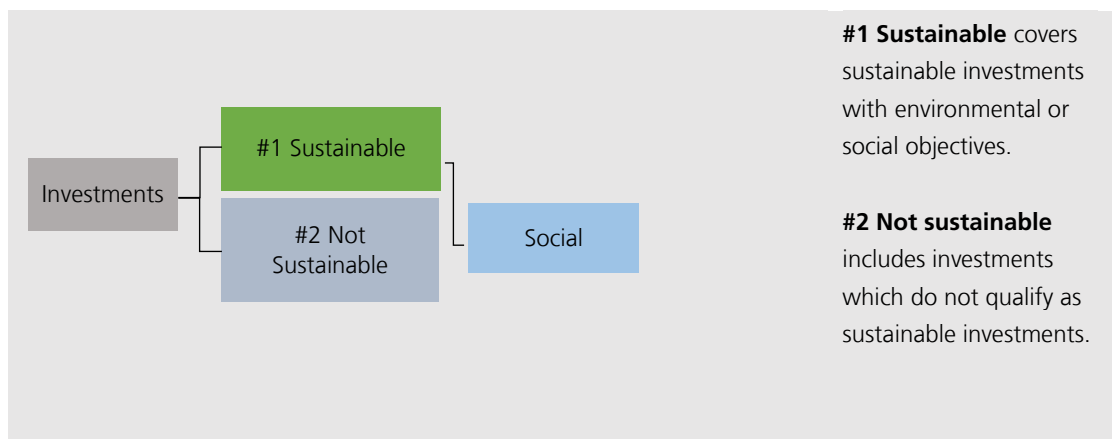 Investments
#1 Sustainable
#2 Not
Sustainable
Social
#1 Sustainable covers
sustainable investments
with environmental or
social objectives.
#2 Not sustainable
includes investments
which do not qualify as
sustainable investments.